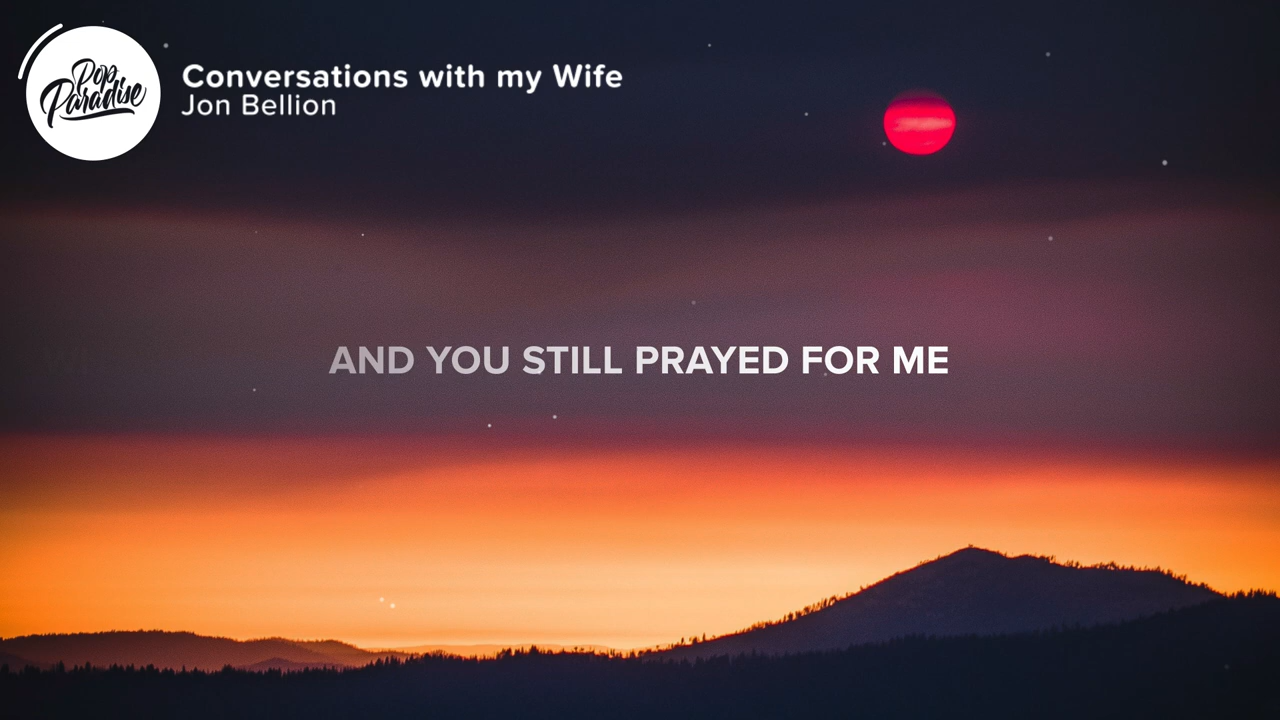 Pop
Paradise
Conversations with my Wife
Jon Bellion
AND YOU STILL PRAYED FOR ME